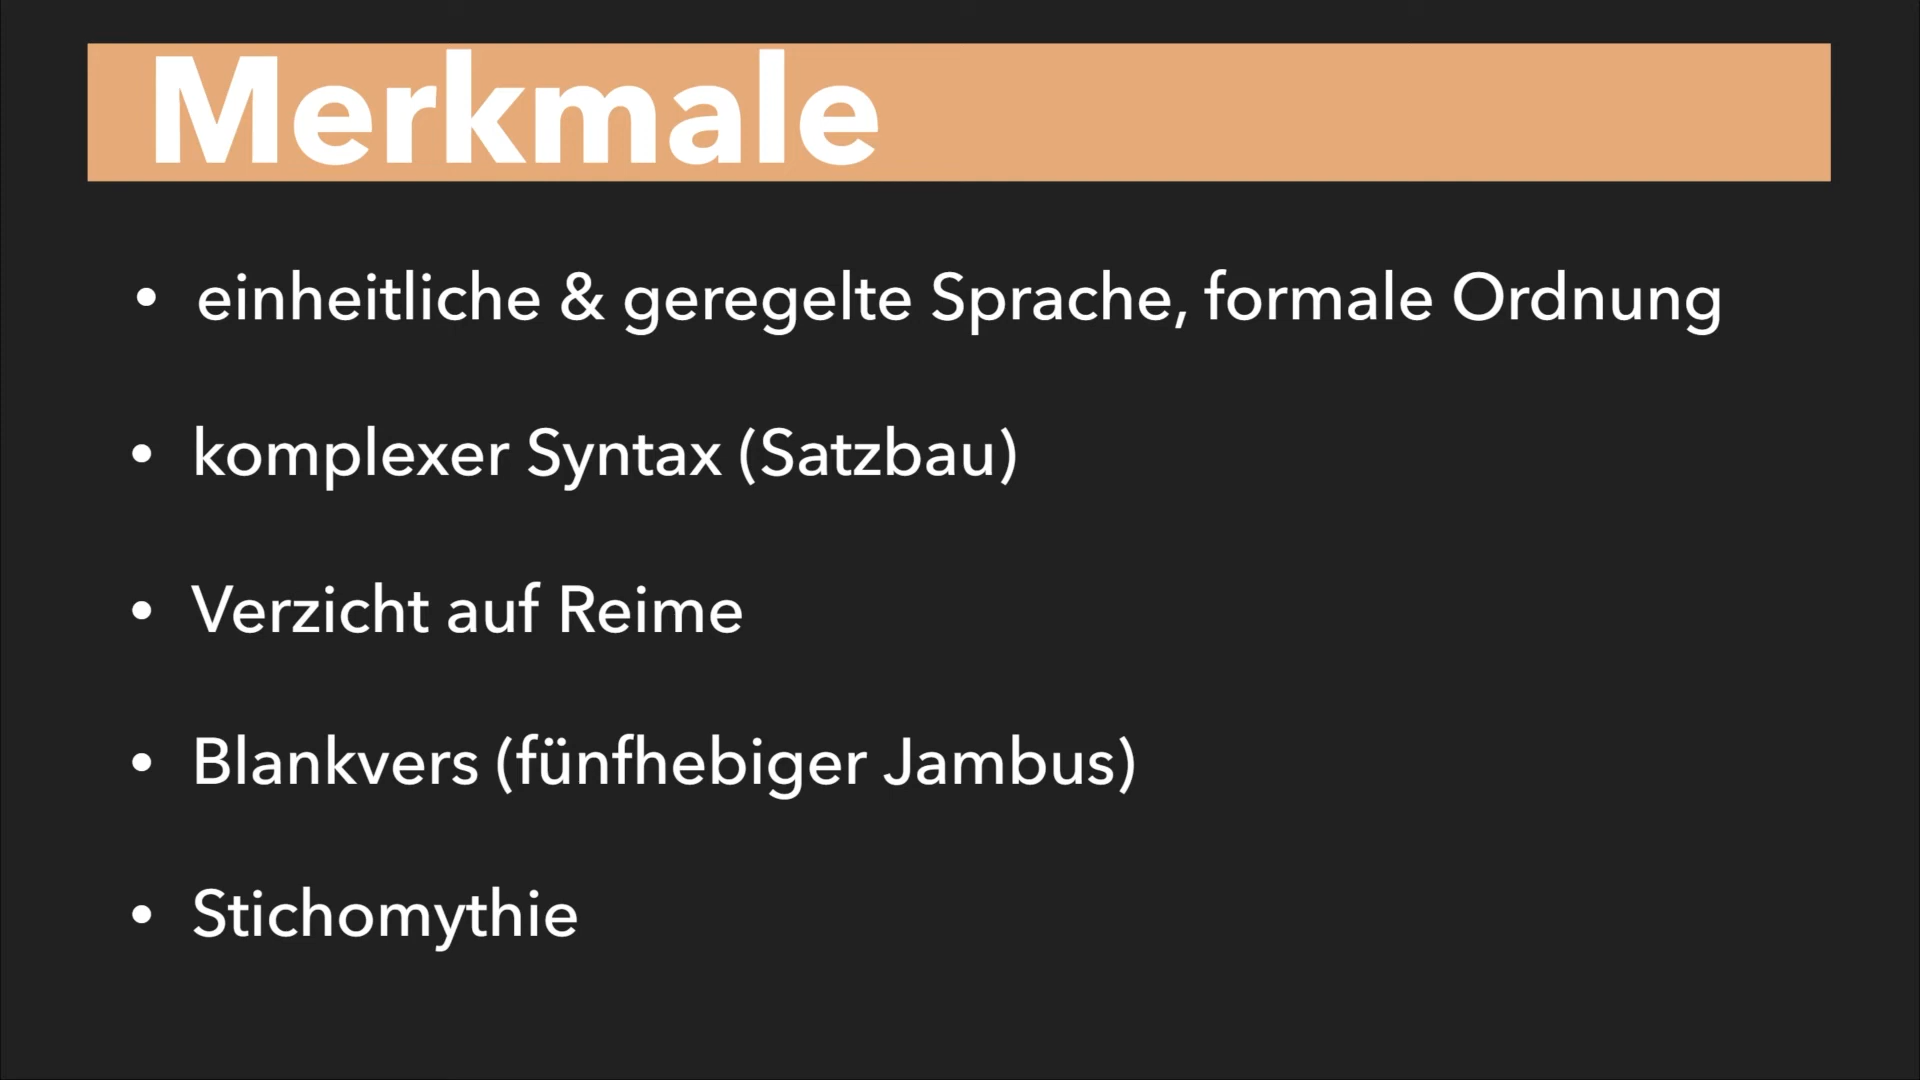 Merkmale
• einheitliche & geregelte Sprache, formale Ordnung
• komplexer Syntax (Satzbau)
• Verzicht auf Reime
• Blankvers (fünfhebiger Jambus)
• Stichomythie